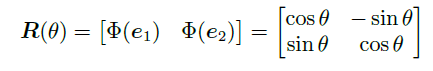 R(θ) = [Φ(e₁) Φ(e₂)] = [cos θ − sin θ
sin θ cos θ]